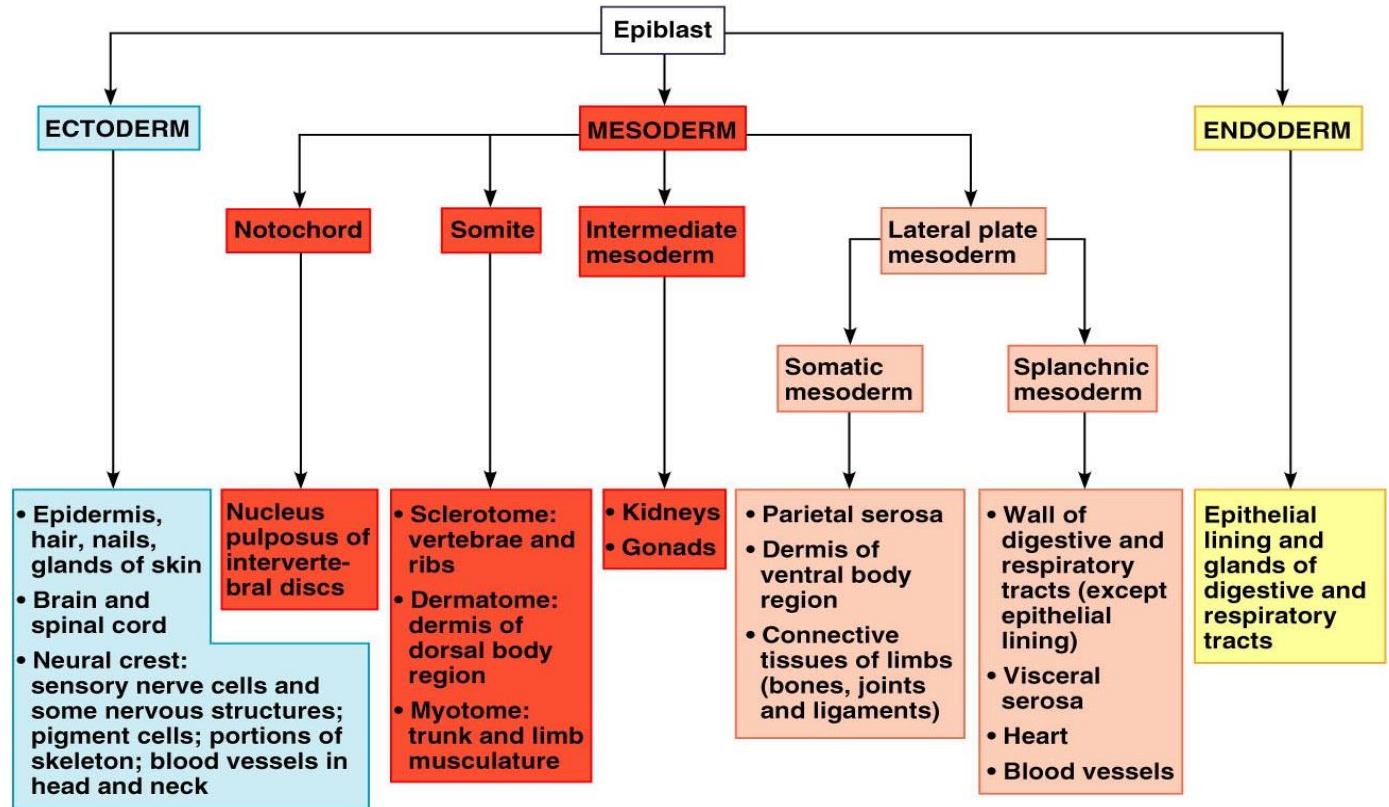 Epiblast
ECTODERM
MESODERM
ENDODERM
Notochord
Somite
Intermediate
mesoderm
Lateral plate
mesoderm
Somatic
mesoderm
Splanchnic
mesoderm
• Epidermis,
hair, nails,
glands of skin
• Brain and
spinal cord
• Neural crest:
sensory nerve cells and
some nervous structures;
pigment cells; portions of
skeleton; blood vessels in
head and neck
Nucleus
pulposus of
interverte-
bral discs
• Sclerotome:
vertebrae and
ribs
• Dermatome:
dermis of
dorsal body
region
• Myotome:
trunk and limb
musculature
• Kidneys
• Gonads
• Parietal serosa
• Dermis of
ventral body
region
• Connective
tissues of limbs
(bones, joints
and ligaments)
• Wall of
digestive and
respiratory
tracts (except
epithelial
lining)
• Visceral
serosa
• Heart
• Blood vessels
Epithelial
lining and
glands of
digestive and
respiratory
tracts